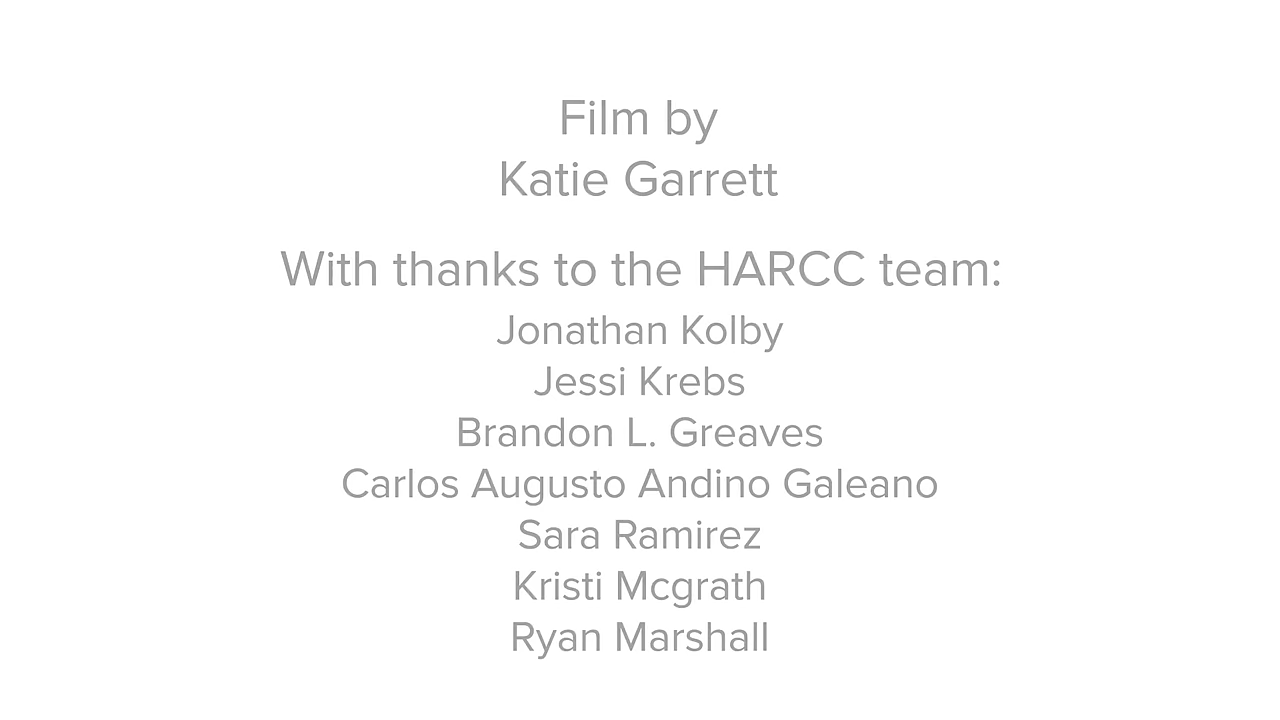 Film by
Katie Garrett
With thanks to the HARCC team:
Jonathan Kolby
Jessi Krebs
Brandon L. Greaves
Carlos Augusto Andino Galeano
Sara Ramirez
Kristi Mcgrath
Ryan Marshall